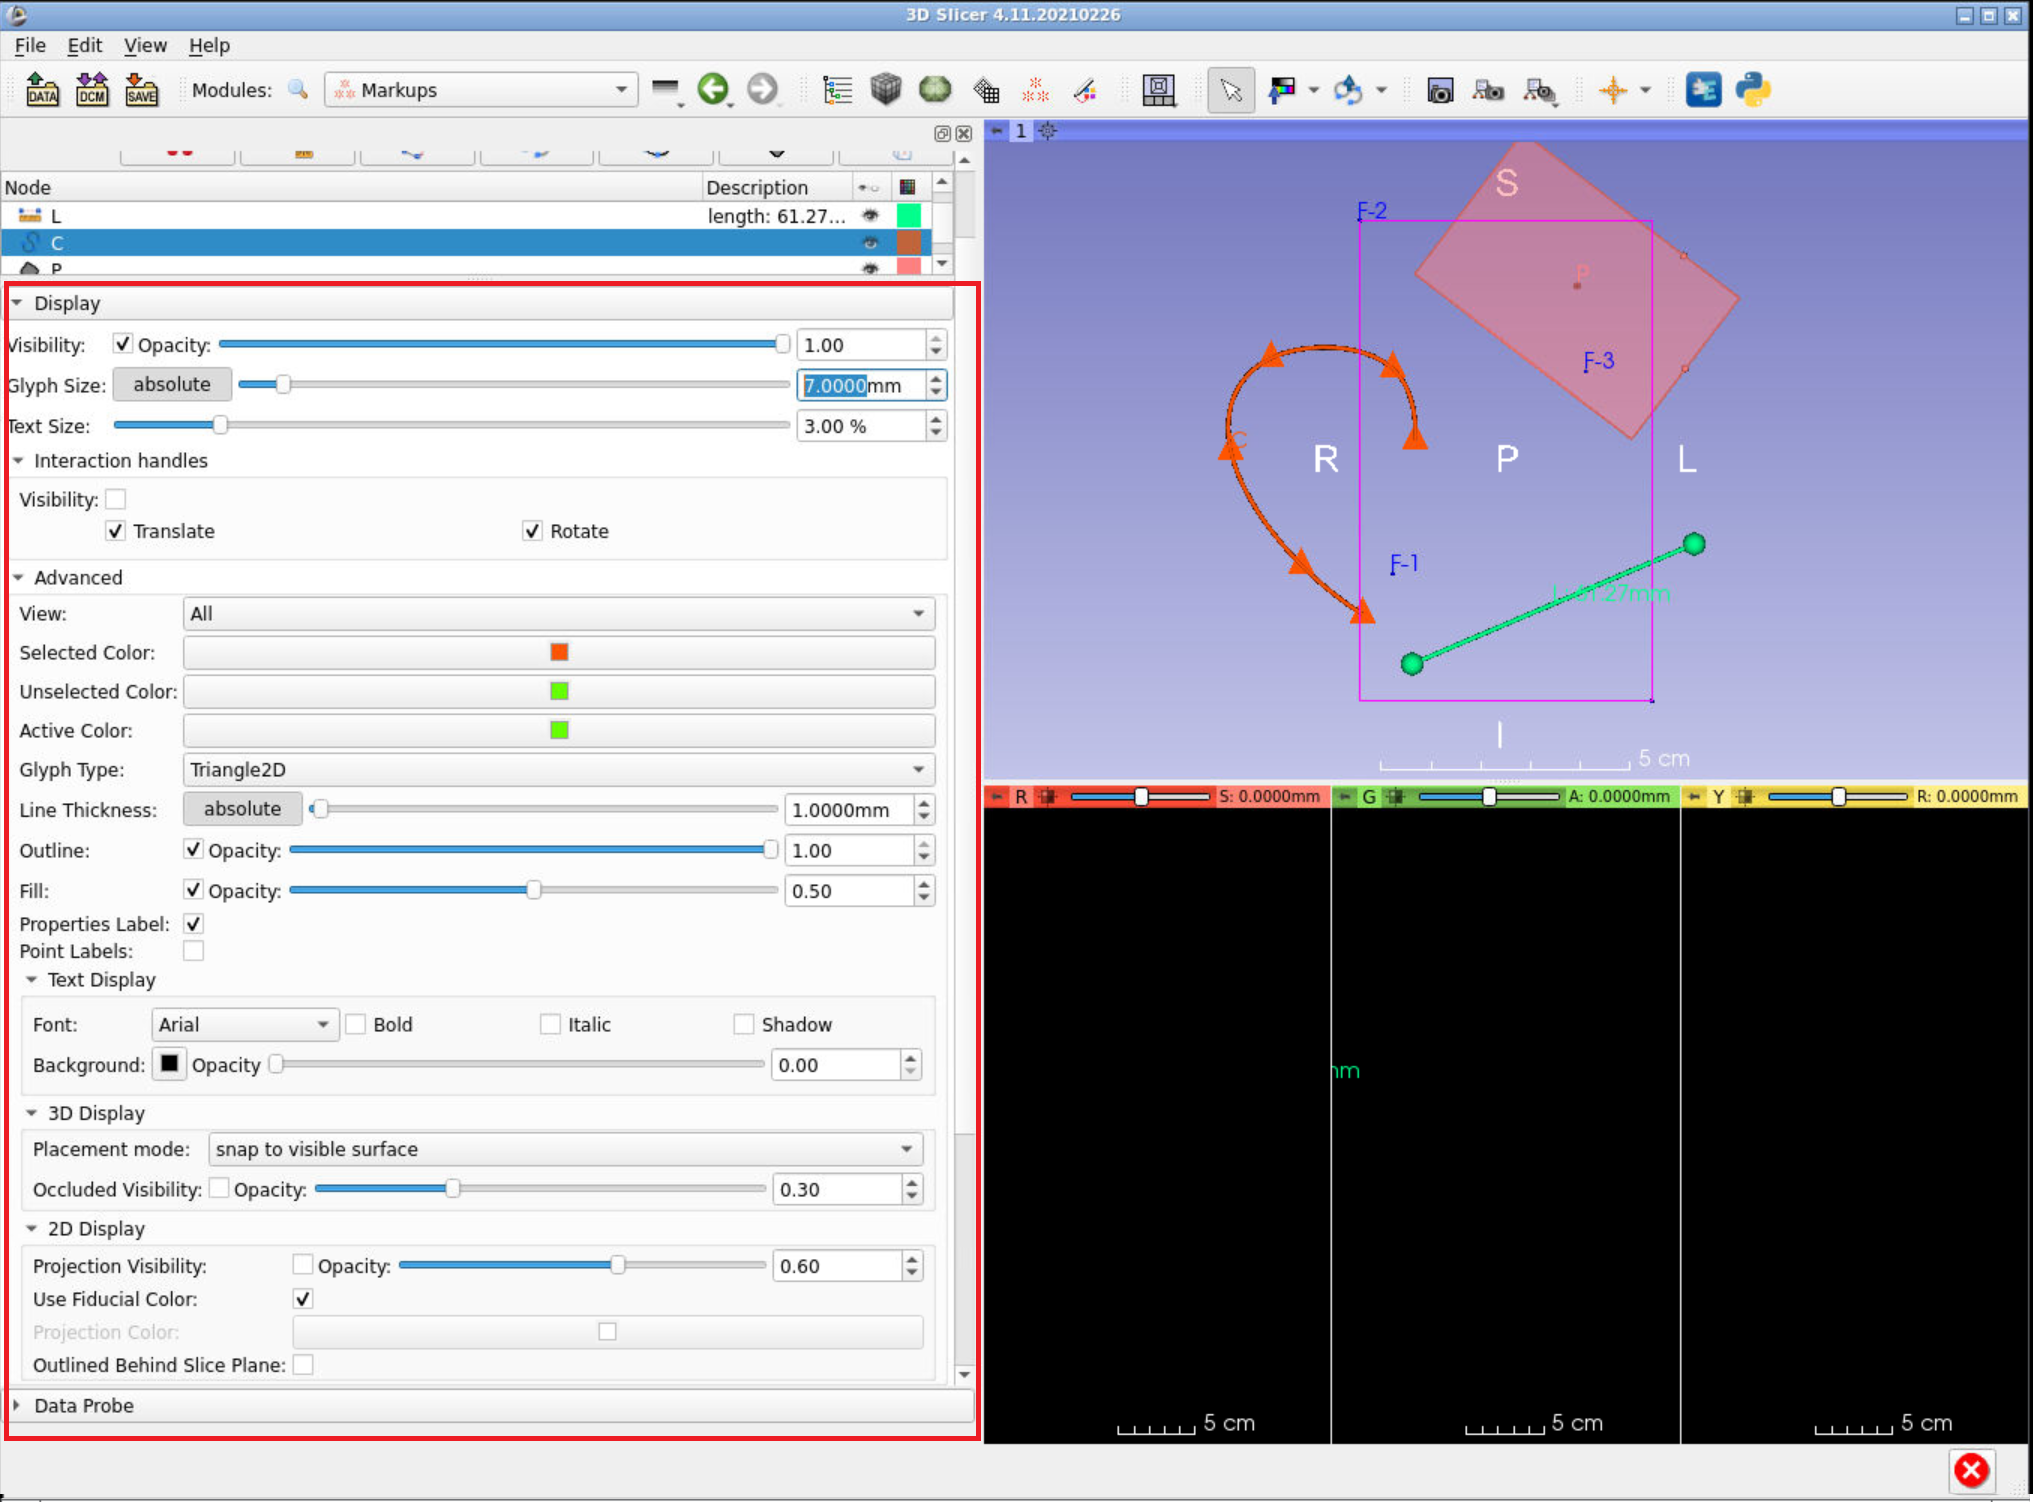 3D Slicer 4.11.20210226
File Edit View Help
DATA DCM SAVE Modules: Markups
1
Node Description
L length: 61.27...
C
P
Display
Visibility: Opacity: 1.00
Glyph Size: absolute 7.0000mm
Text Size: 3.00 %
Interaction handles
Visibility:
Translate Rotate
Advanced
View: All
Selected Color:
Unselected Color:
Active Color:
Glyph Type: Triangle2D
Line Thickness: absolute 1.0000mm
Outline: Opacity: 1.00
Fill: Opacity: 0.50
Properties Label:
Point Labels:
Text Display
Font: Arial Bold Italic Shadow
Background: Opacity 0.00
3D Display
Placement mode: snap to visible surface
Occluded Visibility: Opacity: 0.30
2D Display
Projection Visibility: Opacity: 0.60
Use Fiducial Color:
Projection Color:
Outlined Behind Slice Plane:
Data Probe
S
F-2
P
F-3
C
R P L
F-1
L: 61.27mm
I
5 cm
R S: 0.0000mm G A: 0.0000mm Y R: 0.0000mm
mm
5 cm 5 cm 5 cm